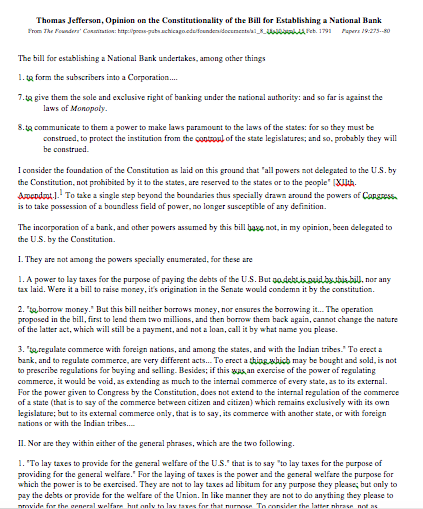 Thomas Jefferson, Opinion on the Constitutionality of the Bill for Establishing a National Bank
From The Founders' Constitution: http://press-pubs.uchicago.edu/founders/documents/a1_8_18s10.html 15 Feb. 1791 Papers 19:275--80
The bill for establishing a National Bank undertakes, among other things
1. to form the subscribers into a Corporation....
7. to give them the sole and exclusive right of banking under the national authority: and so far is against the
laws of Monopoly.
8. to communicate to them a power to make laws paramount to the laws of the states: for so they must be
construed, to protect the institution from the controul of the state legislatures; and so, probably they will
be construed.
I consider the foundation of the Constitution as laid on this ground that "all powers not delegated to the U.S. by
the Constitution, not prohibited by it to the states, are reserved to the states or to the people" [XIIth.
Amendmt.].1 To take a single step beyond the boundaries thus specially drawn around the powers of Congress,
is to take possession of a boundless field of power, no longer susceptible of any definition.
The incorporation of a bank, and other powers assumed by this bill have not, in my opinion, been delegated to
the U.S. by the Constitution.
I. They are not among the powers specially enumerated, for these are
1. A power to lay taxes for the purpose of paying the debts of the U.S. But no debt is paid by this bill, nor any
tax laid. Were it a bill to raise money, it's origination in the Senate would condemn it by the constitution.
2. "to borrow money." But this bill neither borrows money, nor ensures the borrowing it... The operation
proposed in the bill, first to lend them two millions, and then borrow them back again, cannot change the nature
of the latter act, which will still be a payment, and not a loan, call it by what name you please.
3. "to regulate commerce with foreign nations, and among the states, and with the Indian tribes." To erect a
bank, and to regulate commerce, are very different acts... To erect a thing which may be bought and sold, is not
to prescribe regulations for buying and selling. Besides; if this was an exercise of the power of regulating
commerce, it would be void, as extending as much to the internal commerce of every state, as to its external.
For the power given to Congress by the Constitution, does not extend to the internal regulation of the commerce
of a state (that is to say of the commerce between citizen and citizen) which remains exclusively with its own
legislature; but to its external commerce only, that is to say, its commerce with another state, or with foreign
nations or with the Indian tribes....
II. Nor are they within either of the general phrases, which are the two following.
1. "To lay taxes to provide for the general welfare of the U.S." that is to say "to lay taxes for the purpose of
providing for the general welfare." For the laying of taxes is the power and the general welfare the purpose for
which the power is to be exercised. They are not to lay taxes ad libitum for any purpose they please; but only to
pay the debts or provide for the welfare of the Union. In like manner they are not to do anything they please to
provide for the general welfare, but only to lay taxes for that purpose. To consider the latter phrase, not as